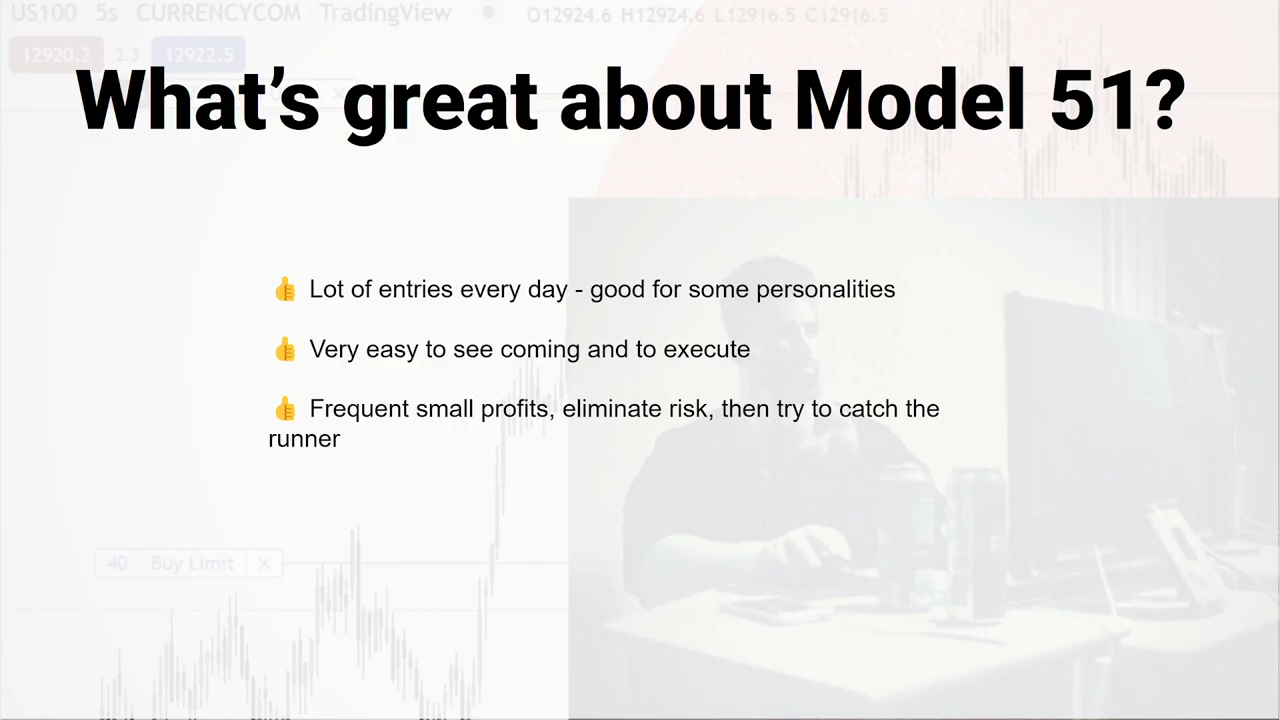 US100 · 5s · CURRENCYCOM · TradingView O12924.6 H12924.6 L12916.5 C12916.5
12920.2 2.3 12922.5
What’s great about Model 51?
👍 Lot of entries every day - good for some personalities
👍 Very easy to see coming and to execute
👍 Frequent small profits, eliminate risk, then try to catch the
runner
40 Buy Limit ×